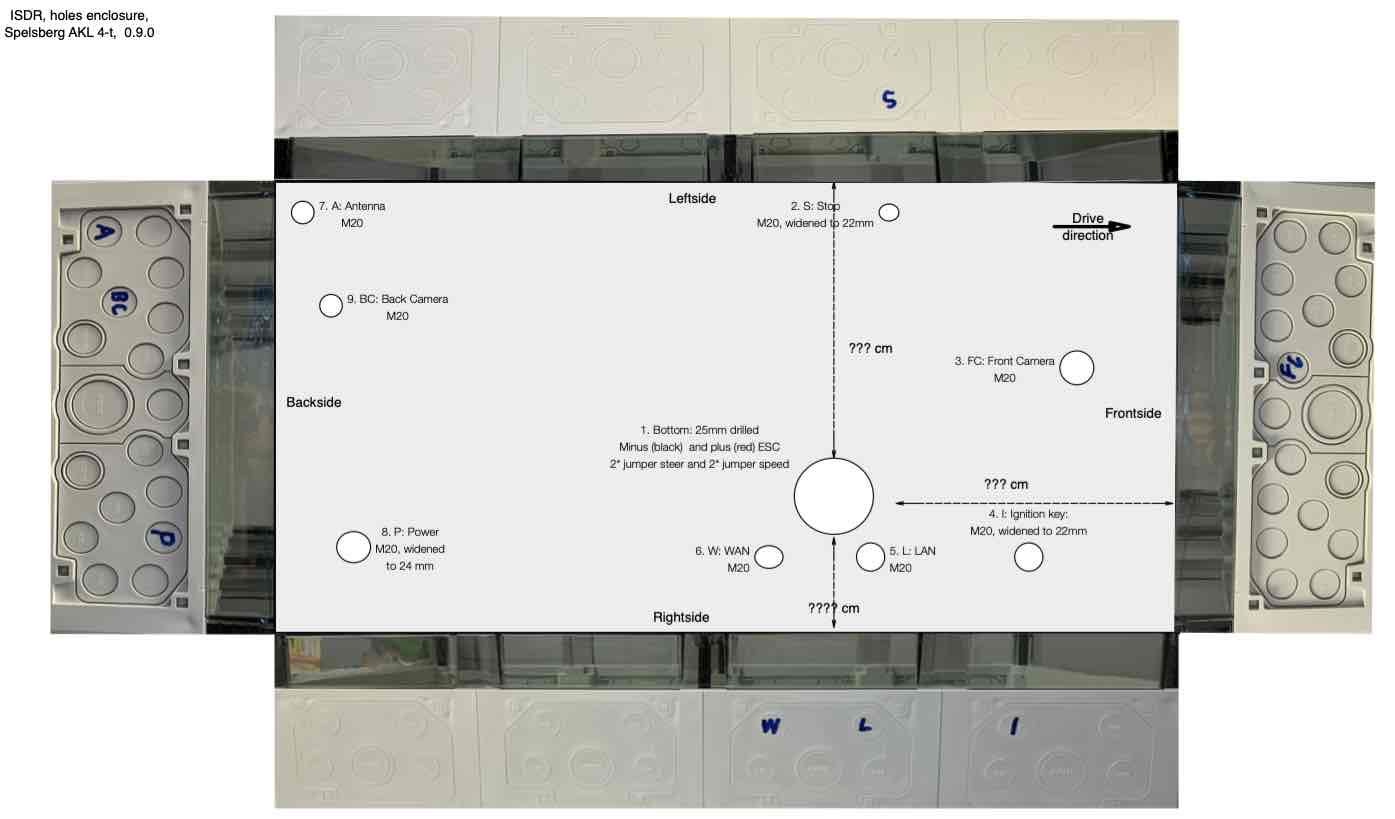 ISDR, holes enclosure,
Spelsberg AKL 4-t, 0.9.0
S
Leftside
7. A: Antenna
M20
2. S: Stop
M20, widened to 22mm
Drive
direction
A
BC
9. BC: Back Camera
M20
??? cm
3. FC: Front Camera
M20
Backside
Frontside
1. Bottom: 25mm drilled
Minus (black) and plus (red) ESC
2* jumper steer and 2* jumper speed
??? cm
4. I: Ignition key:
M20, widened to 22mm
P
8. P: Power
M20, widened
to 24 mm
6. W: WAN
M20
5. L: LAN
M20
???? cm
Rightside
W
L
I